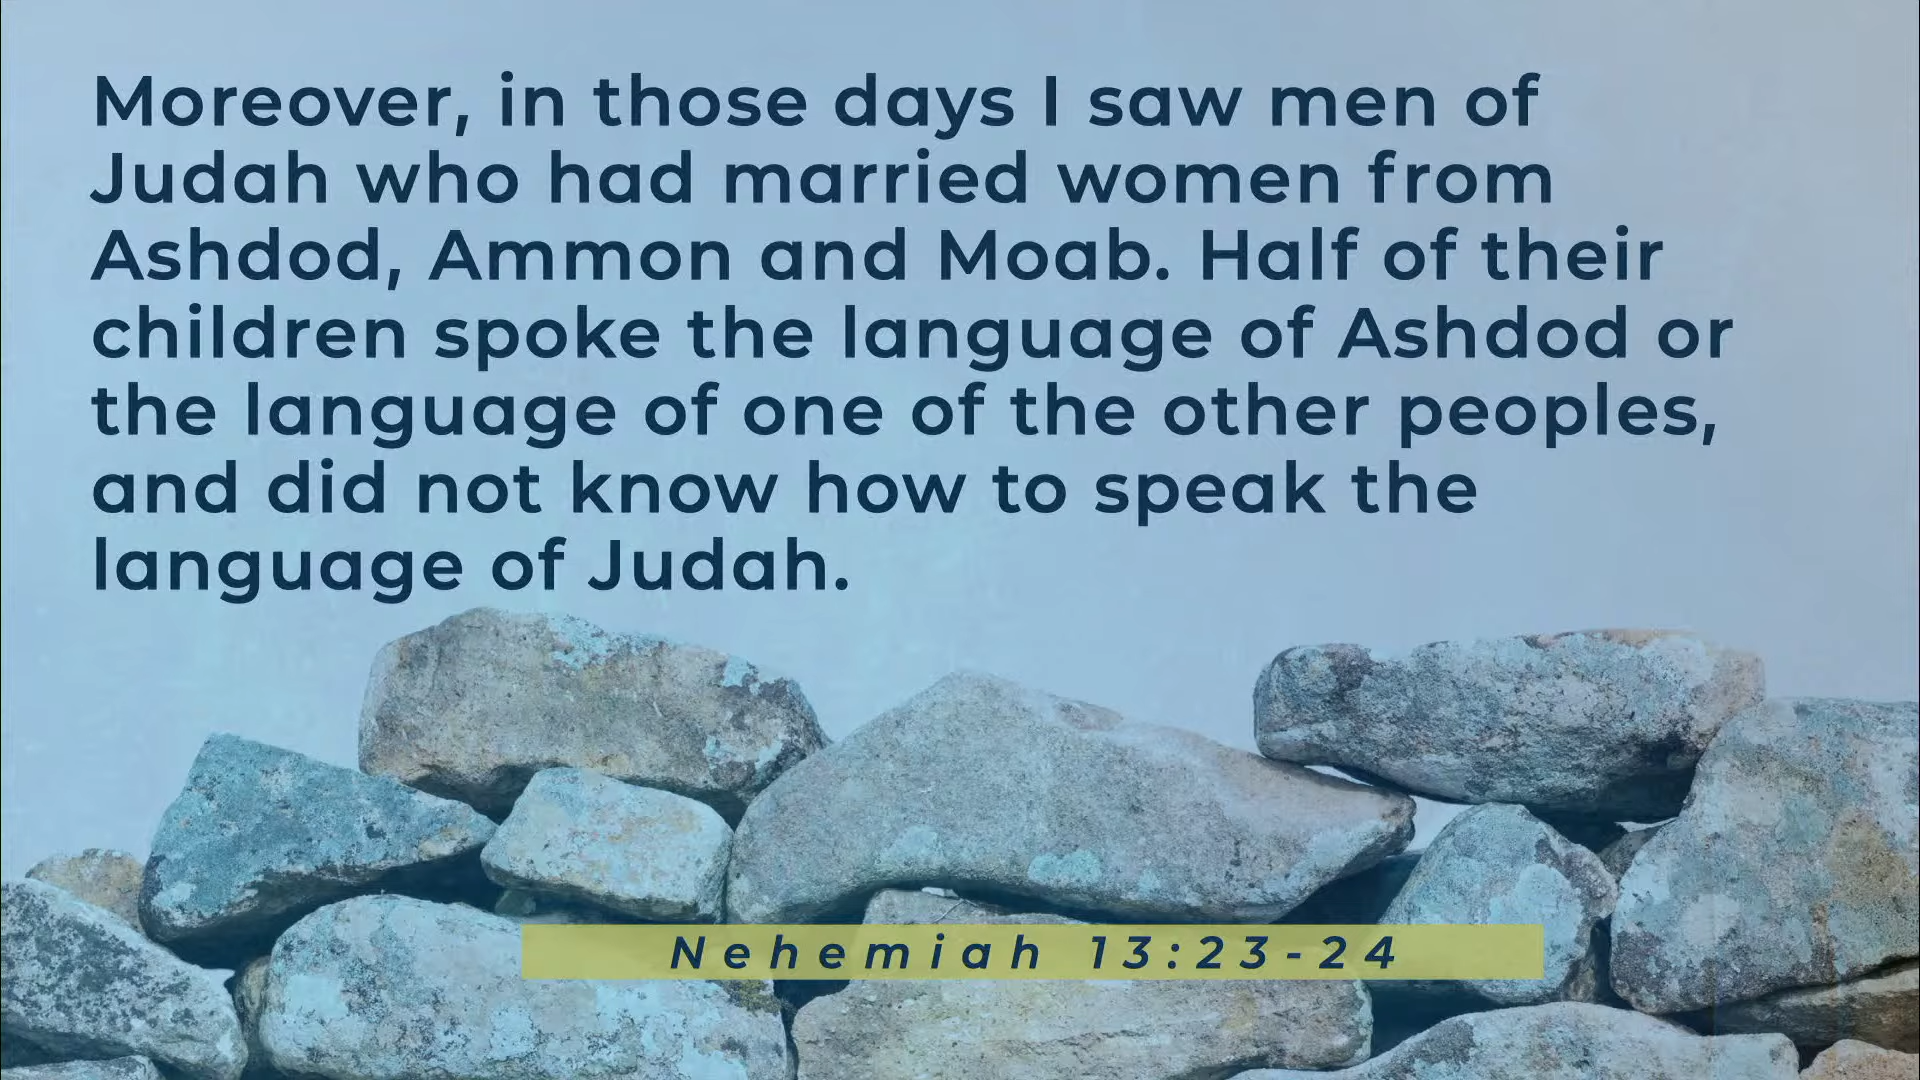 Moreover, in those days I saw men of
Judah who had married women from
Ashdod, Ammon and Moab. Half of their
children spoke the language of Ashdod or
the language of one of the other peoples,
and did not know how to speak the
language of Judah.
Nehemiah 13:23-24